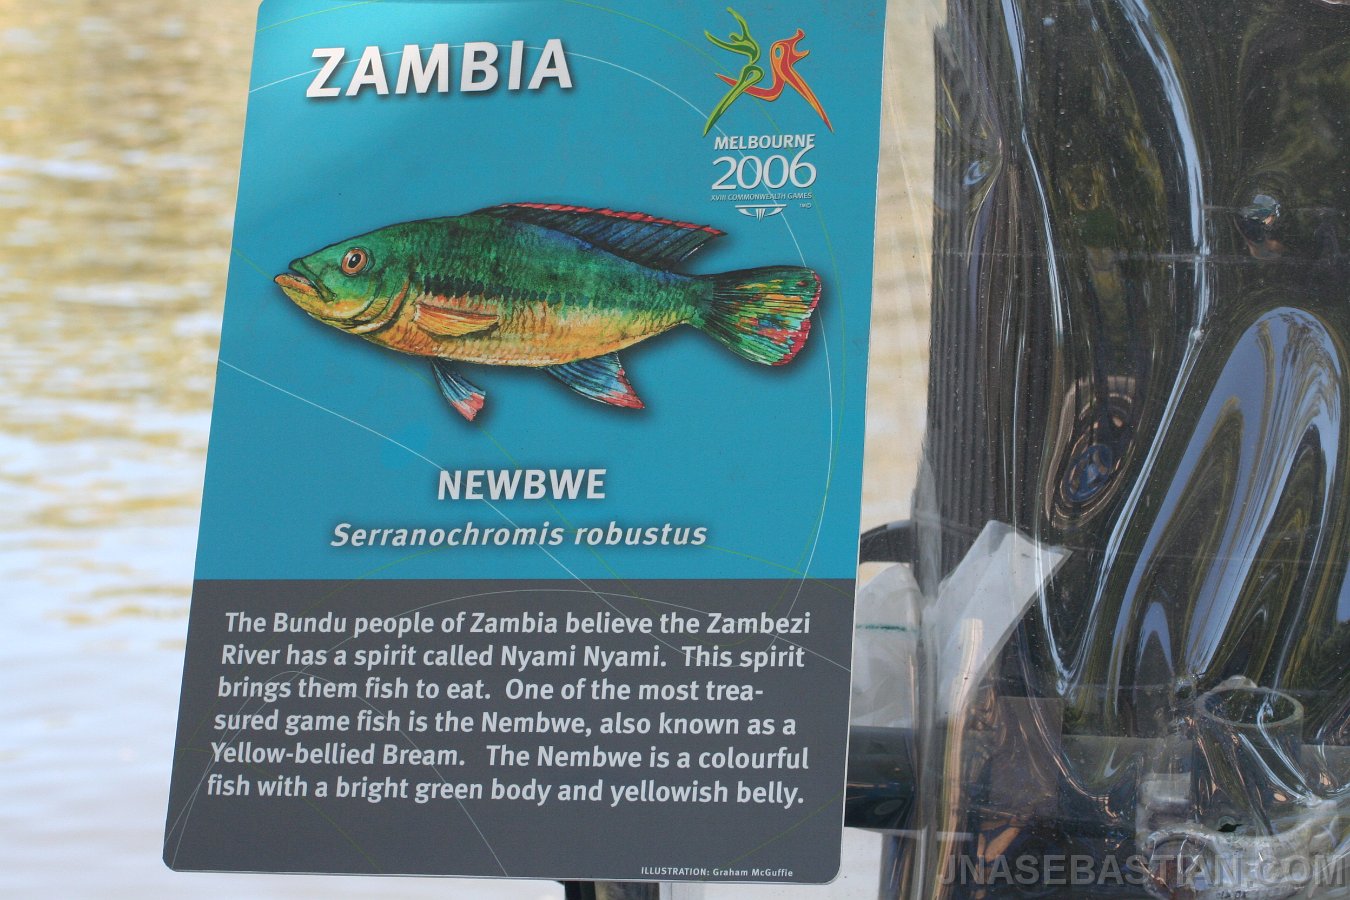 ZAMBIA
MELBOURNE
2006
XVIII COMMONWEALTH GAMES
NEWBWE
Serranochromis robustus
The Bundu people of Zambia believe the Zambezi
River has a spirit called Nyami Nyami. This spirit
brings them fish to eat. One of the most trea-
sured game fish is the Nembwe, also known as a
Yellow-bellied Bream. The Nembwe is a colourful
fish with a bright green body and yellowish belly.
ILLUSTRATION: Graham McGuffie
JNASEBASTIAN.COM